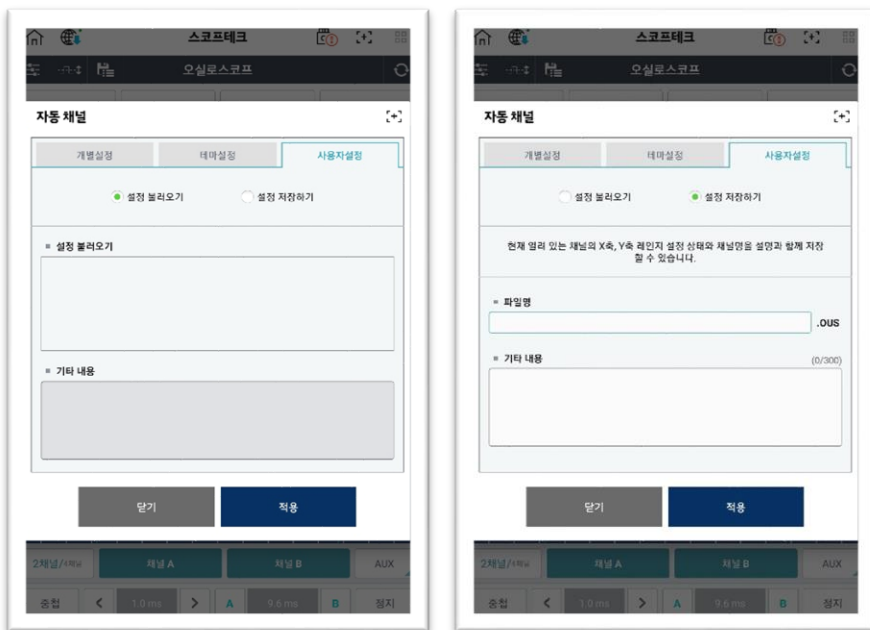 스코프테크
오실로스코프
자동 채널
개별설정 테마설정 사용자설정
설정 불러오기 설정 저장하기
설정 불러오기
기타 내용
닫기 적용
2채널/4채널 채널 A 채널 B AUX
중첩 < 1.0 ms > A 9.6 ms B 정지
스코프테크
오실로스코프
자동 채널
개별설정 테마설정 사용자설정
설정 불러오기 설정 저장하기
현재 열려 있는 채널의 X축, Y축 레인지 설정 상태와 채널명을 설명과 함께 저장
할 수 있습니다.
파일명
.OUS
기타 내용 (0/300)
닫기 적용
2채널/4채널 채널 A 채널 B AUX
중첩 < 1.0 ms > A 9.6 ms B 정지